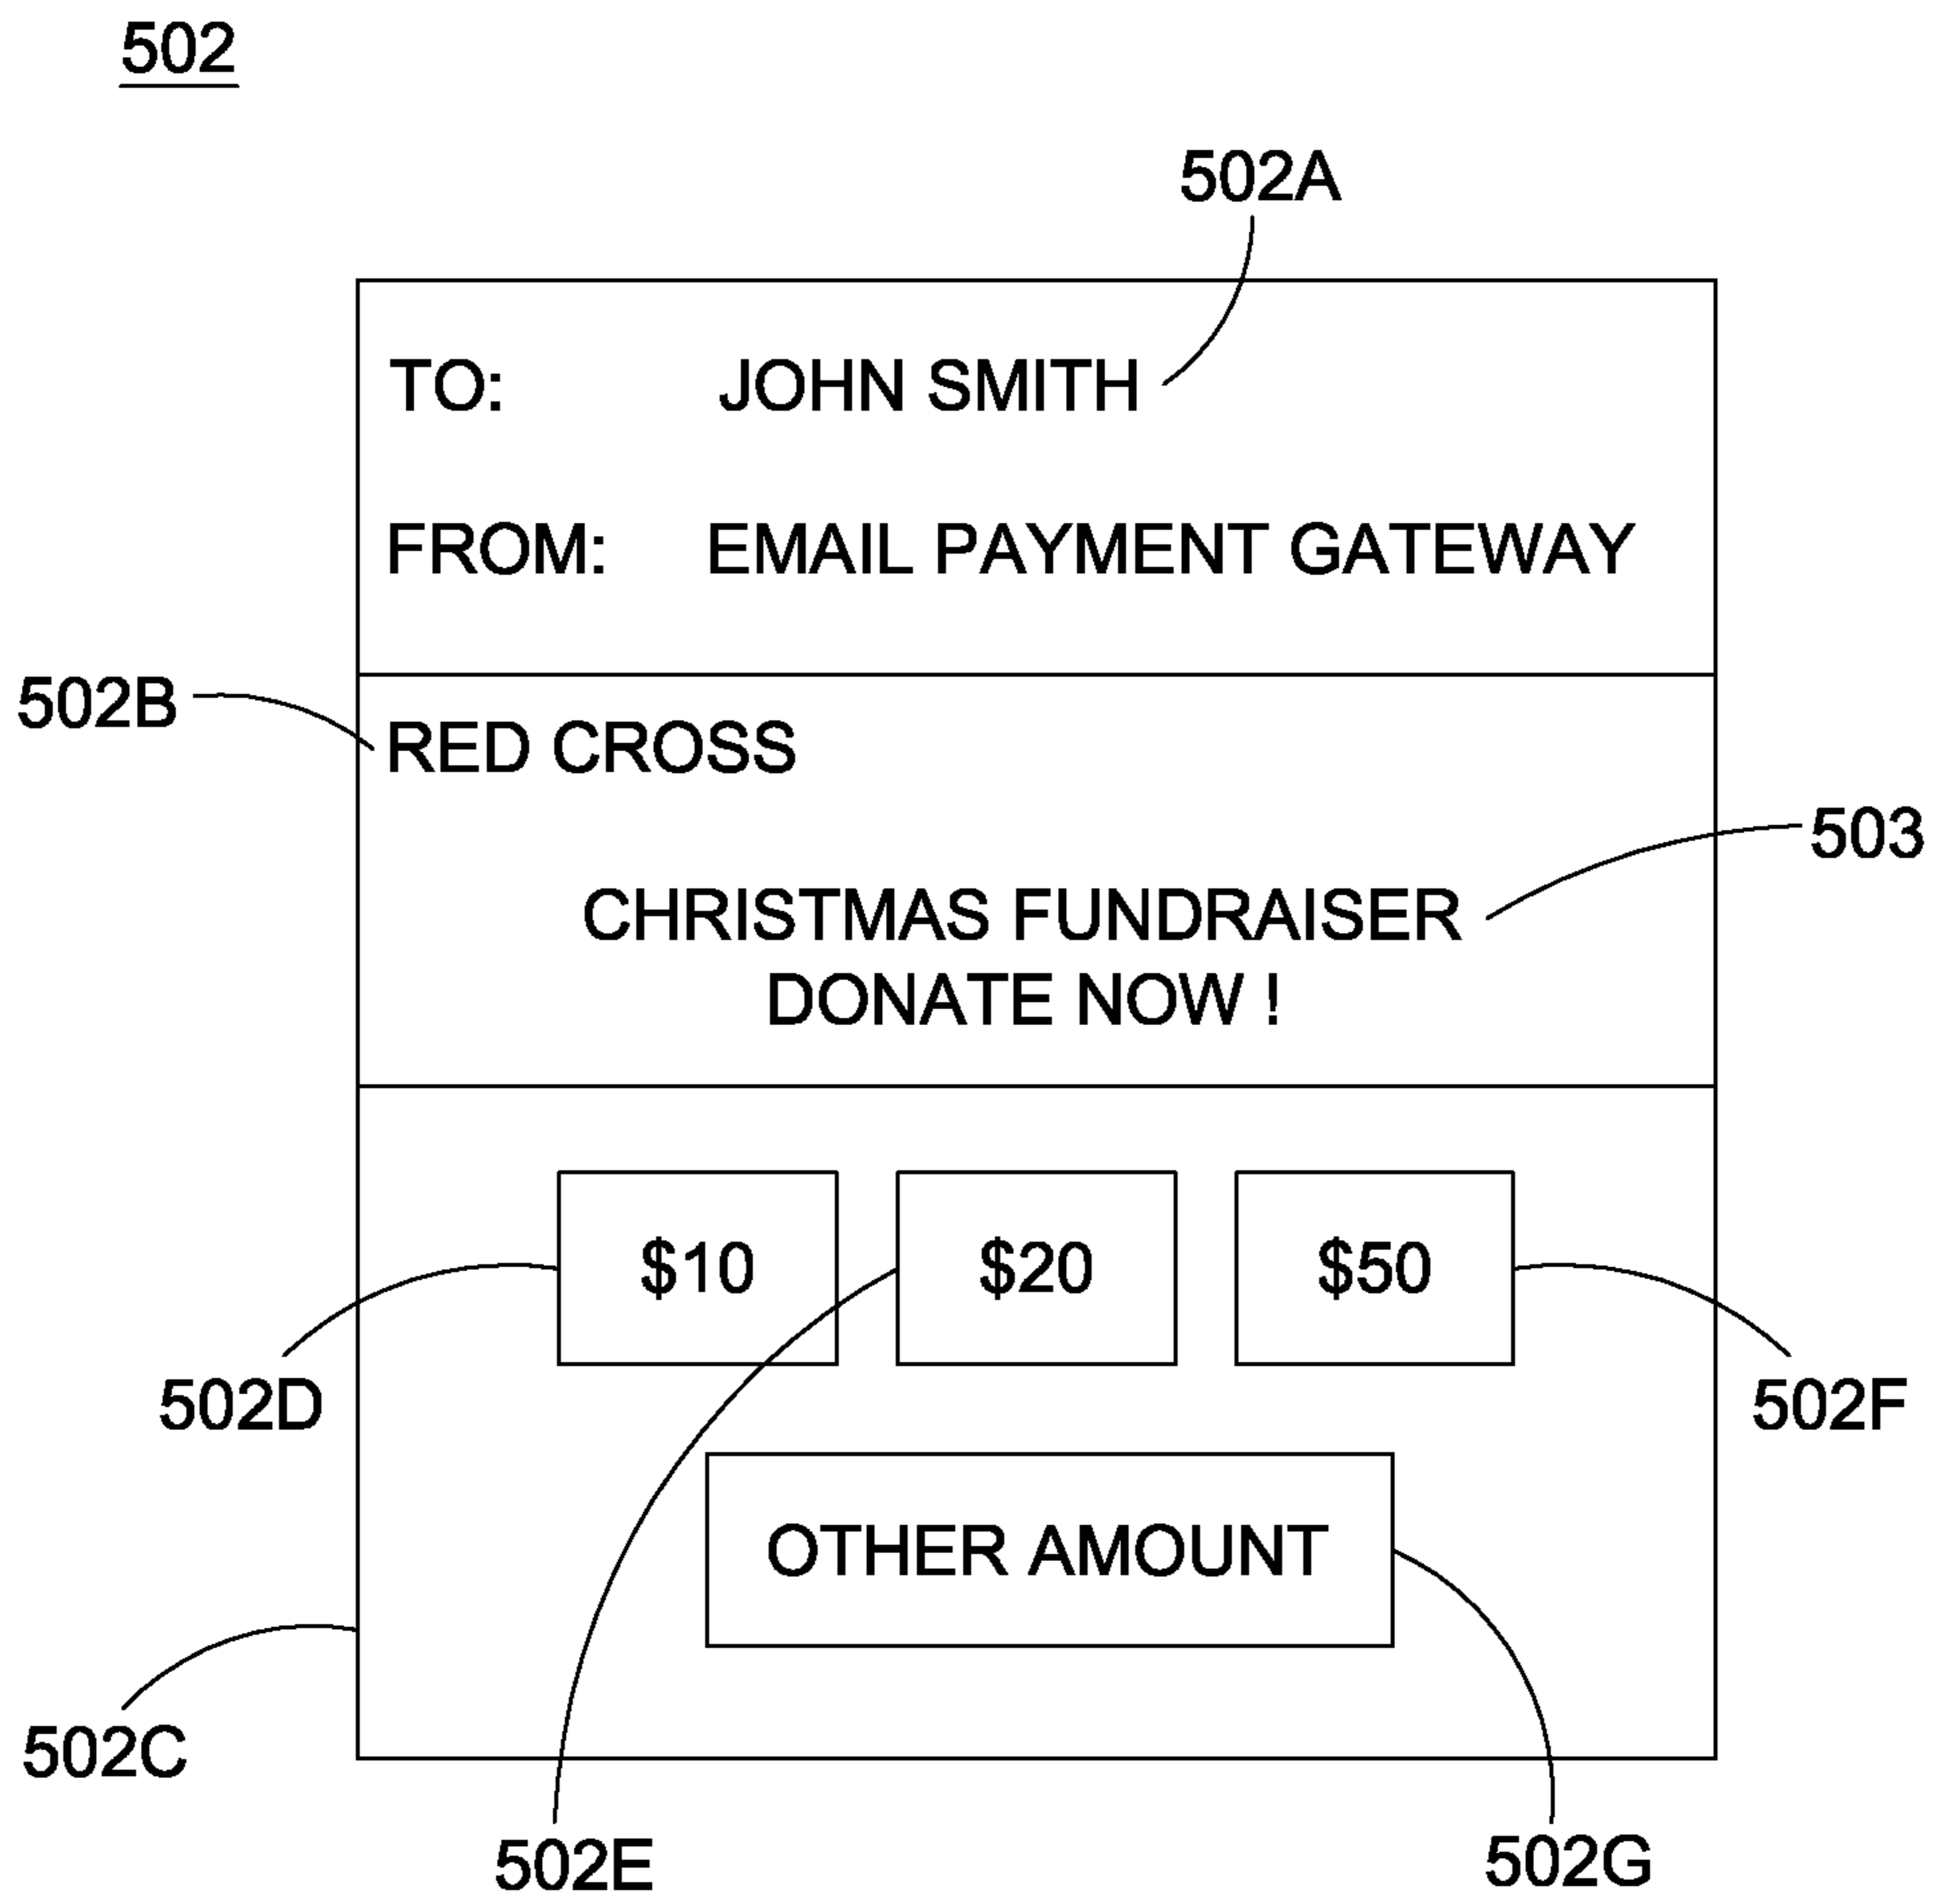 502
502A
TO: JOHN SMITH
FROM: EMAIL PAYMENT GATEWAY
502B
RED CROSS
503
CHRISTMAS FUNDRAISER
DONATE NOW !
$10 $20 $50
502D
502F
OTHER AMOUNT
502C
502E
502G